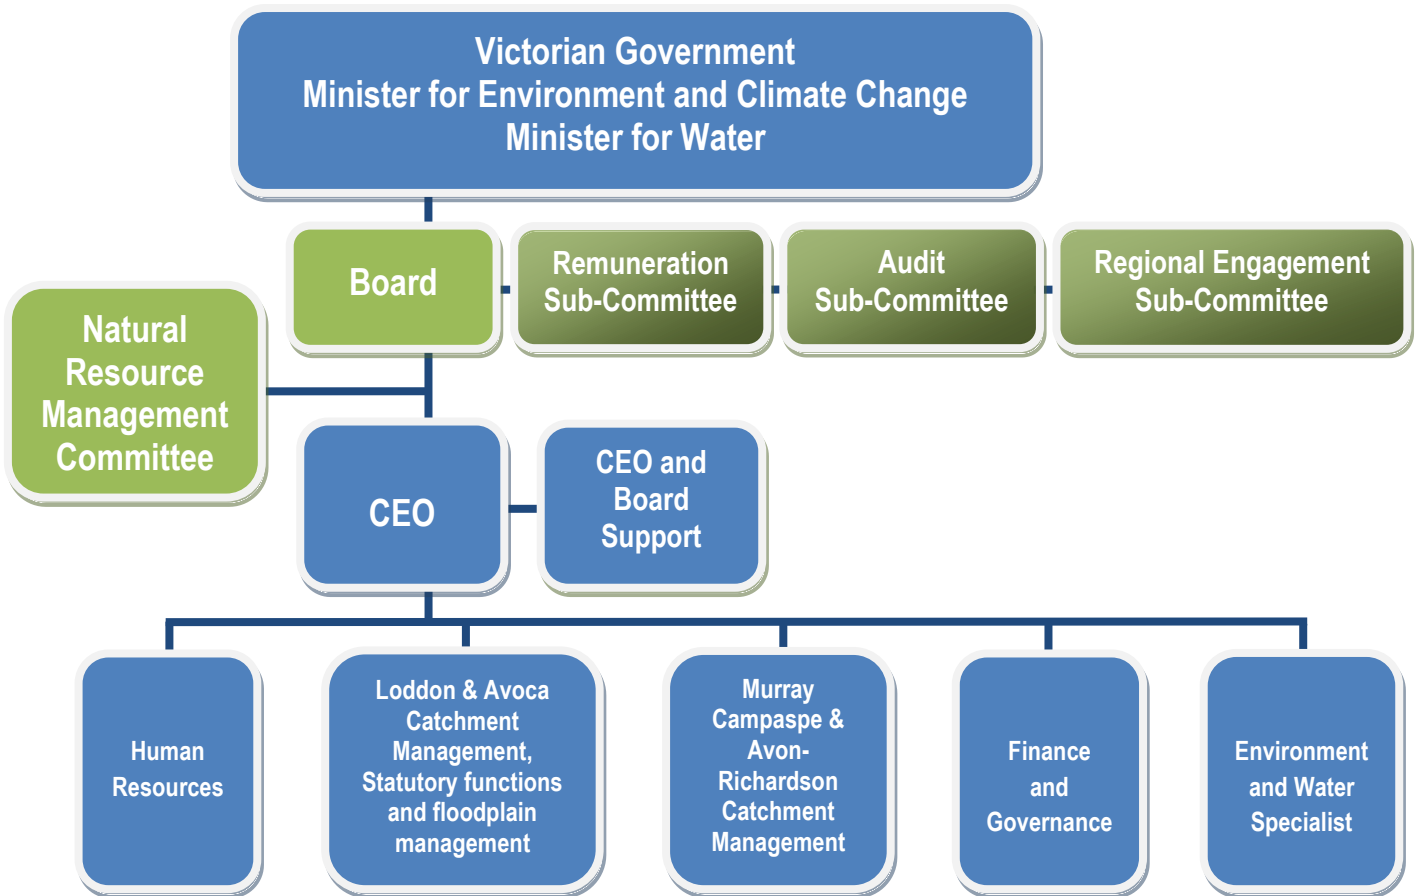 Victorian Government
Minister for Environment and Climate Change
Minister for Water
Board
Remuneration
Sub-Committee
Audit
Sub-Committee
Regional Engagement
Sub-Committee
Natural
Resource
Management
Committee
CEO
CEO and
Board
Support
Human
Resources
Loddon & Avoca
Catchment
Management,
Statutory functions
and floodplain
management
Murray
Campaspe &
Avon-
Richardson
Catchment
Management
Finance
and
Governance
Environment
and Water
Specialist